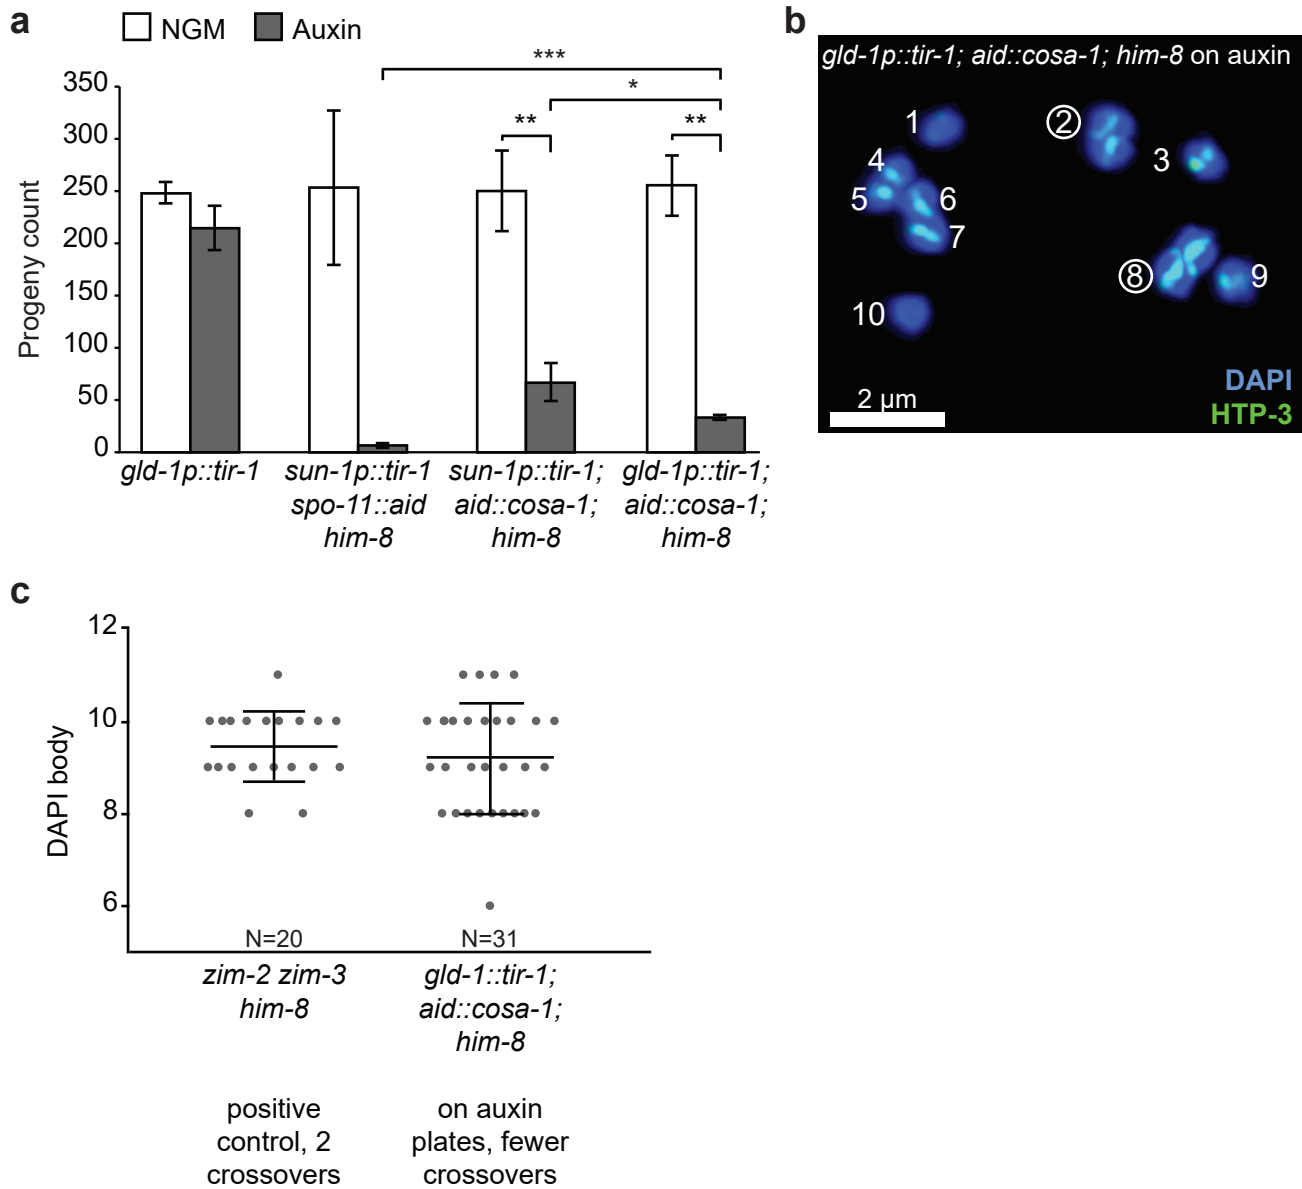 a
NGM Auxin
***
*
** **
350
300
250
200
150
100
50
0
Progeny count
gld-1p::tir-1
sun-1p::tir-1
spo-11::aid
him-8
sun-1p::tir-1;
aid::cosa-1;
him-8
gld-1p::tir-1;
aid::cosa-1;
him-8
b
gld-1p::tir-1; aid::cosa-1; him-8 on auxin
1
2
3
4
5
6
7
8
9
10
2 µm
DAPI
HTP-3
c
12
10
8
6
DAPI body
N=20
N=31
zim-2 zim-3
him-8
gld-1::tir-1;
aid::cosa-1;
him-8
positive
control, 2
crossovers
on auxin
plates, fewer
crossovers